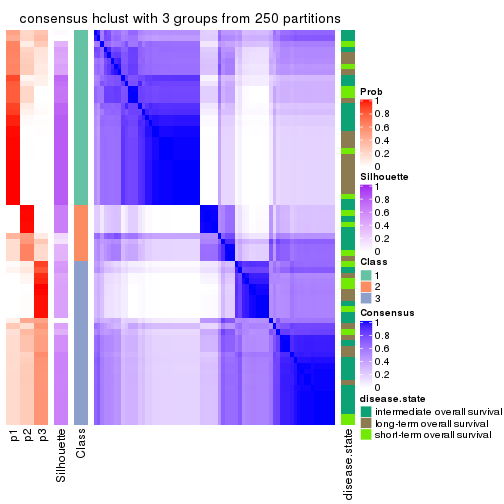 consensus hclust with 3 groups from 250 partitions
Prob
1
0.8
0.6
0.4
0.2
0
Silhouette
1
0.8
0.6
0.4
0.2
0
Class
1
2
3
Consensus
1
0.8
0.6
0.4
0.2
0
disease.state
intermediate overall survival
long-term overall survival
short-term overall survival
p1
p2
p3
Silhouette
Class
disease.state